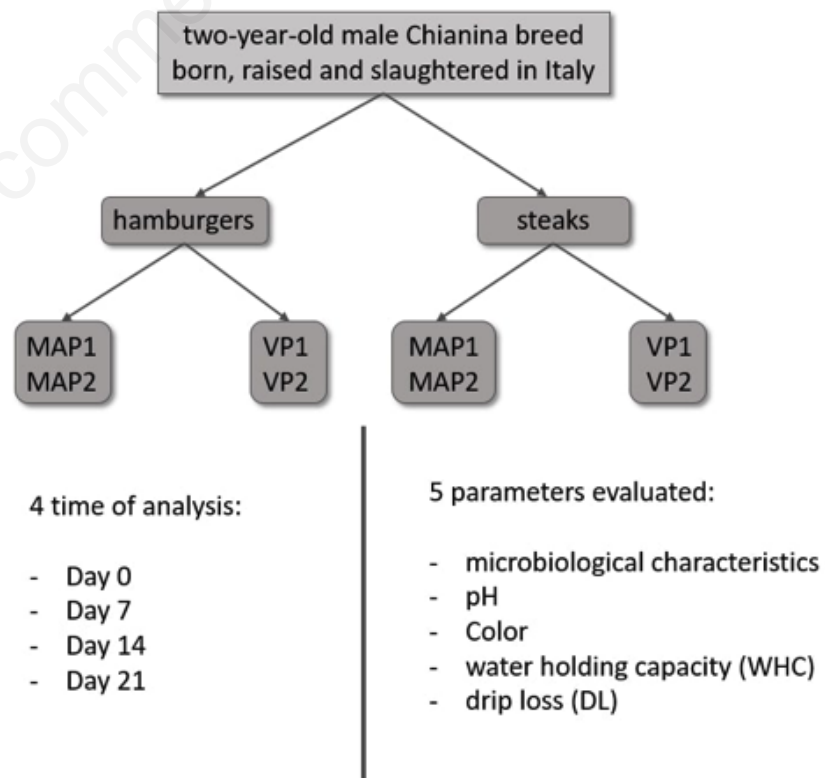 comme
two-year-old male Chianina breed
born, raised and slaughtered in Italy
hamburgers
steaks
MAP1
MAP2
VP1
VP2
MAP1
MAP2
VP1
VP2
4 time of analysis:
- Day 0
- Day 7
- Day 14
- Day 21
5 parameters evaluated:
- microbiological characteristics
- pH
- Color
- water holding capacity (WHC)
- drip loss (DL)